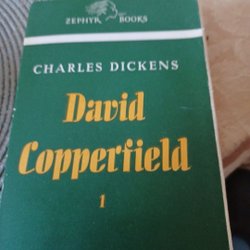 ZEPHYR BOOKS
CHARLES DICKENS
David
Copperfield
1